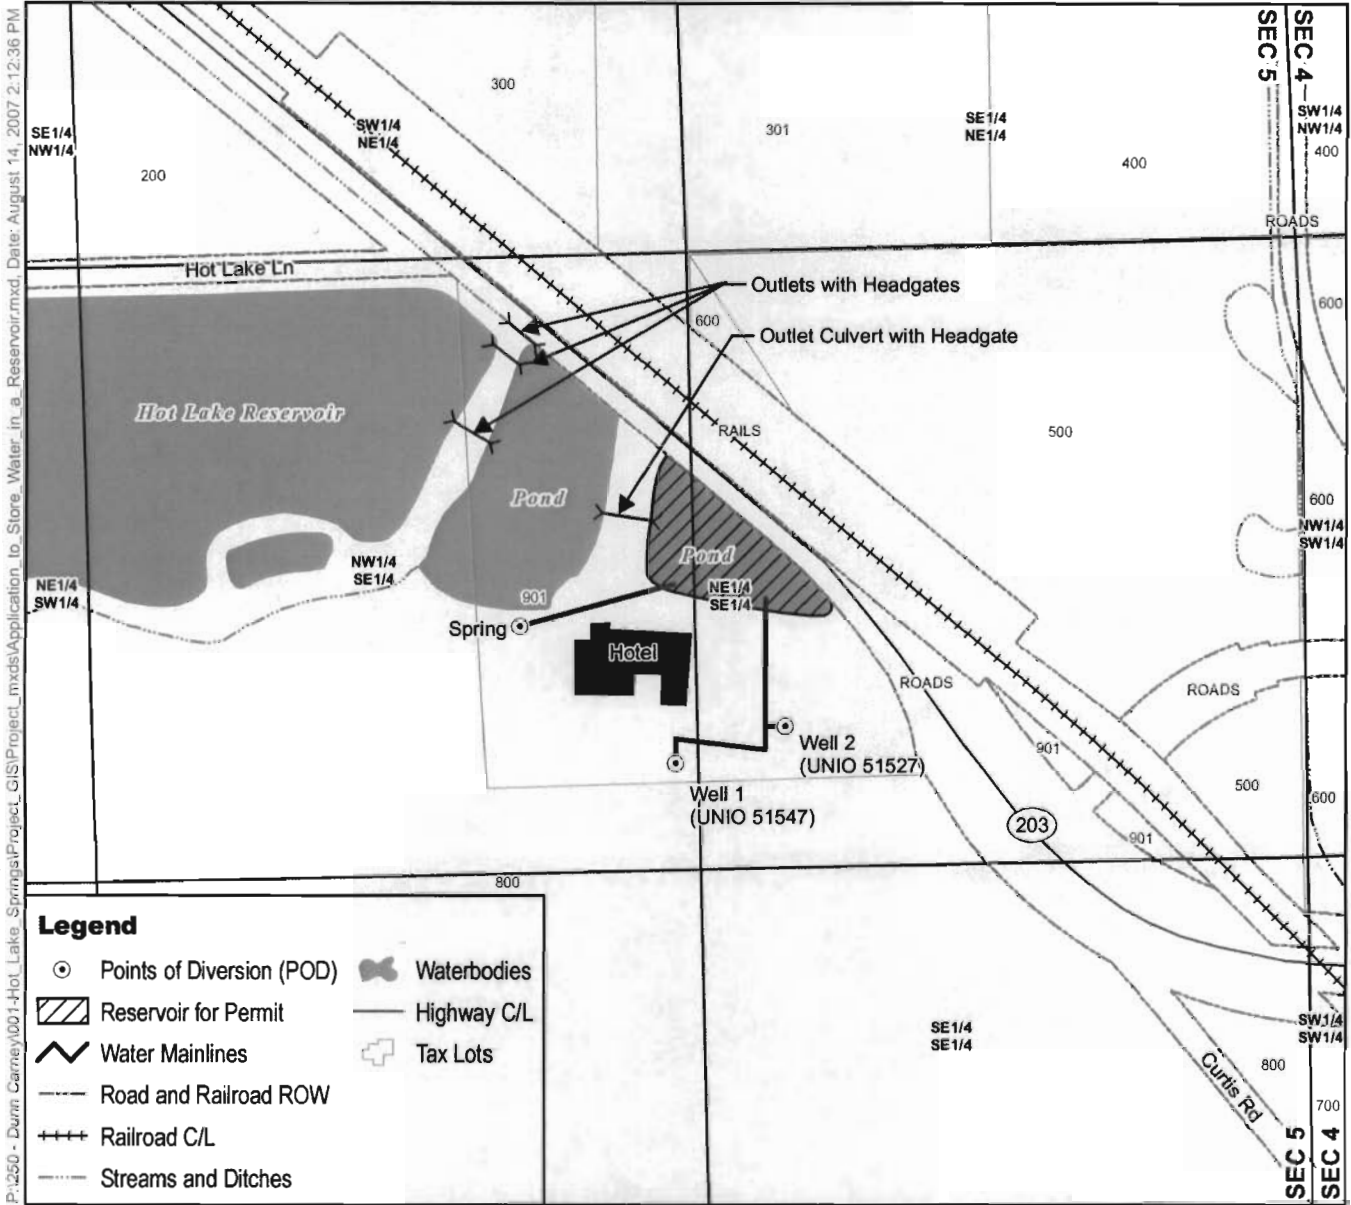 P:\250 - Dunn Carney\001-Hot_Lake_Springs\Project_GIS\Project_mxds\Application_to_Store_Water_in_a_Reservoir.mxd, Date: August 14, 2007 2:12:36 PM
SEC 5
SEC 4
300
SW1/4
NE1/4
301
SE1/4
NE1/4
SW1/4
NW1/4
400
400
SE1/4
NW1/4
200
ROADS
Hot Lake Ln
Outlets with Headgates
600
600
Outlet Culvert with Headgate
Hot Lake Reservoir
RAILS
500
Pond
600
NW1/4
SW1/4
Pond
NW1/4
SE1/4
NE1/4
SW1/4
NE1/4
SE1/4
901
Spring
Hotel
ROADS
ROADS
Well 2
(UNIO 51527)
901
500
600
Well 1
(UNIO 51547)
203
901
800
Legend
Points of Diversion (POD)
Waterbodies
Reservoir for Permit
Highway C/L
Water Mainlines
Tax Lots
Road and Railroad ROW
Railroad C/L
Streams and Ditches
SE1/4
SE1/4
SW1/4
SW1/4
800
Curtis Rd
700
SEC 5
SEC 4